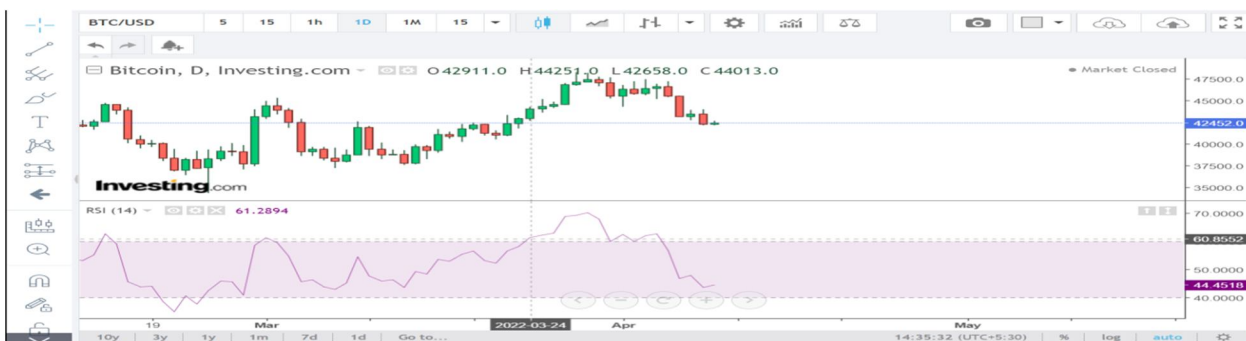 BTC/USD 5 15 1h 1D 1M 15
Bitcoin, D, Investing.com O42911.0 H44251.0 L42658.0 C44013.0
Market Closed
47500.0
45000.0
42452.0
40000.0
37500.0
35000.0
Investing.com
RSI (14) 61.2894
70.0000
60.8552
50.0000
44.4518
40.0000
19 Mar 2022-03-24 Apr May
10y 3y 1y 1m 7d 1d Go to... 14:35:32 (UTC+5:30) % log auto